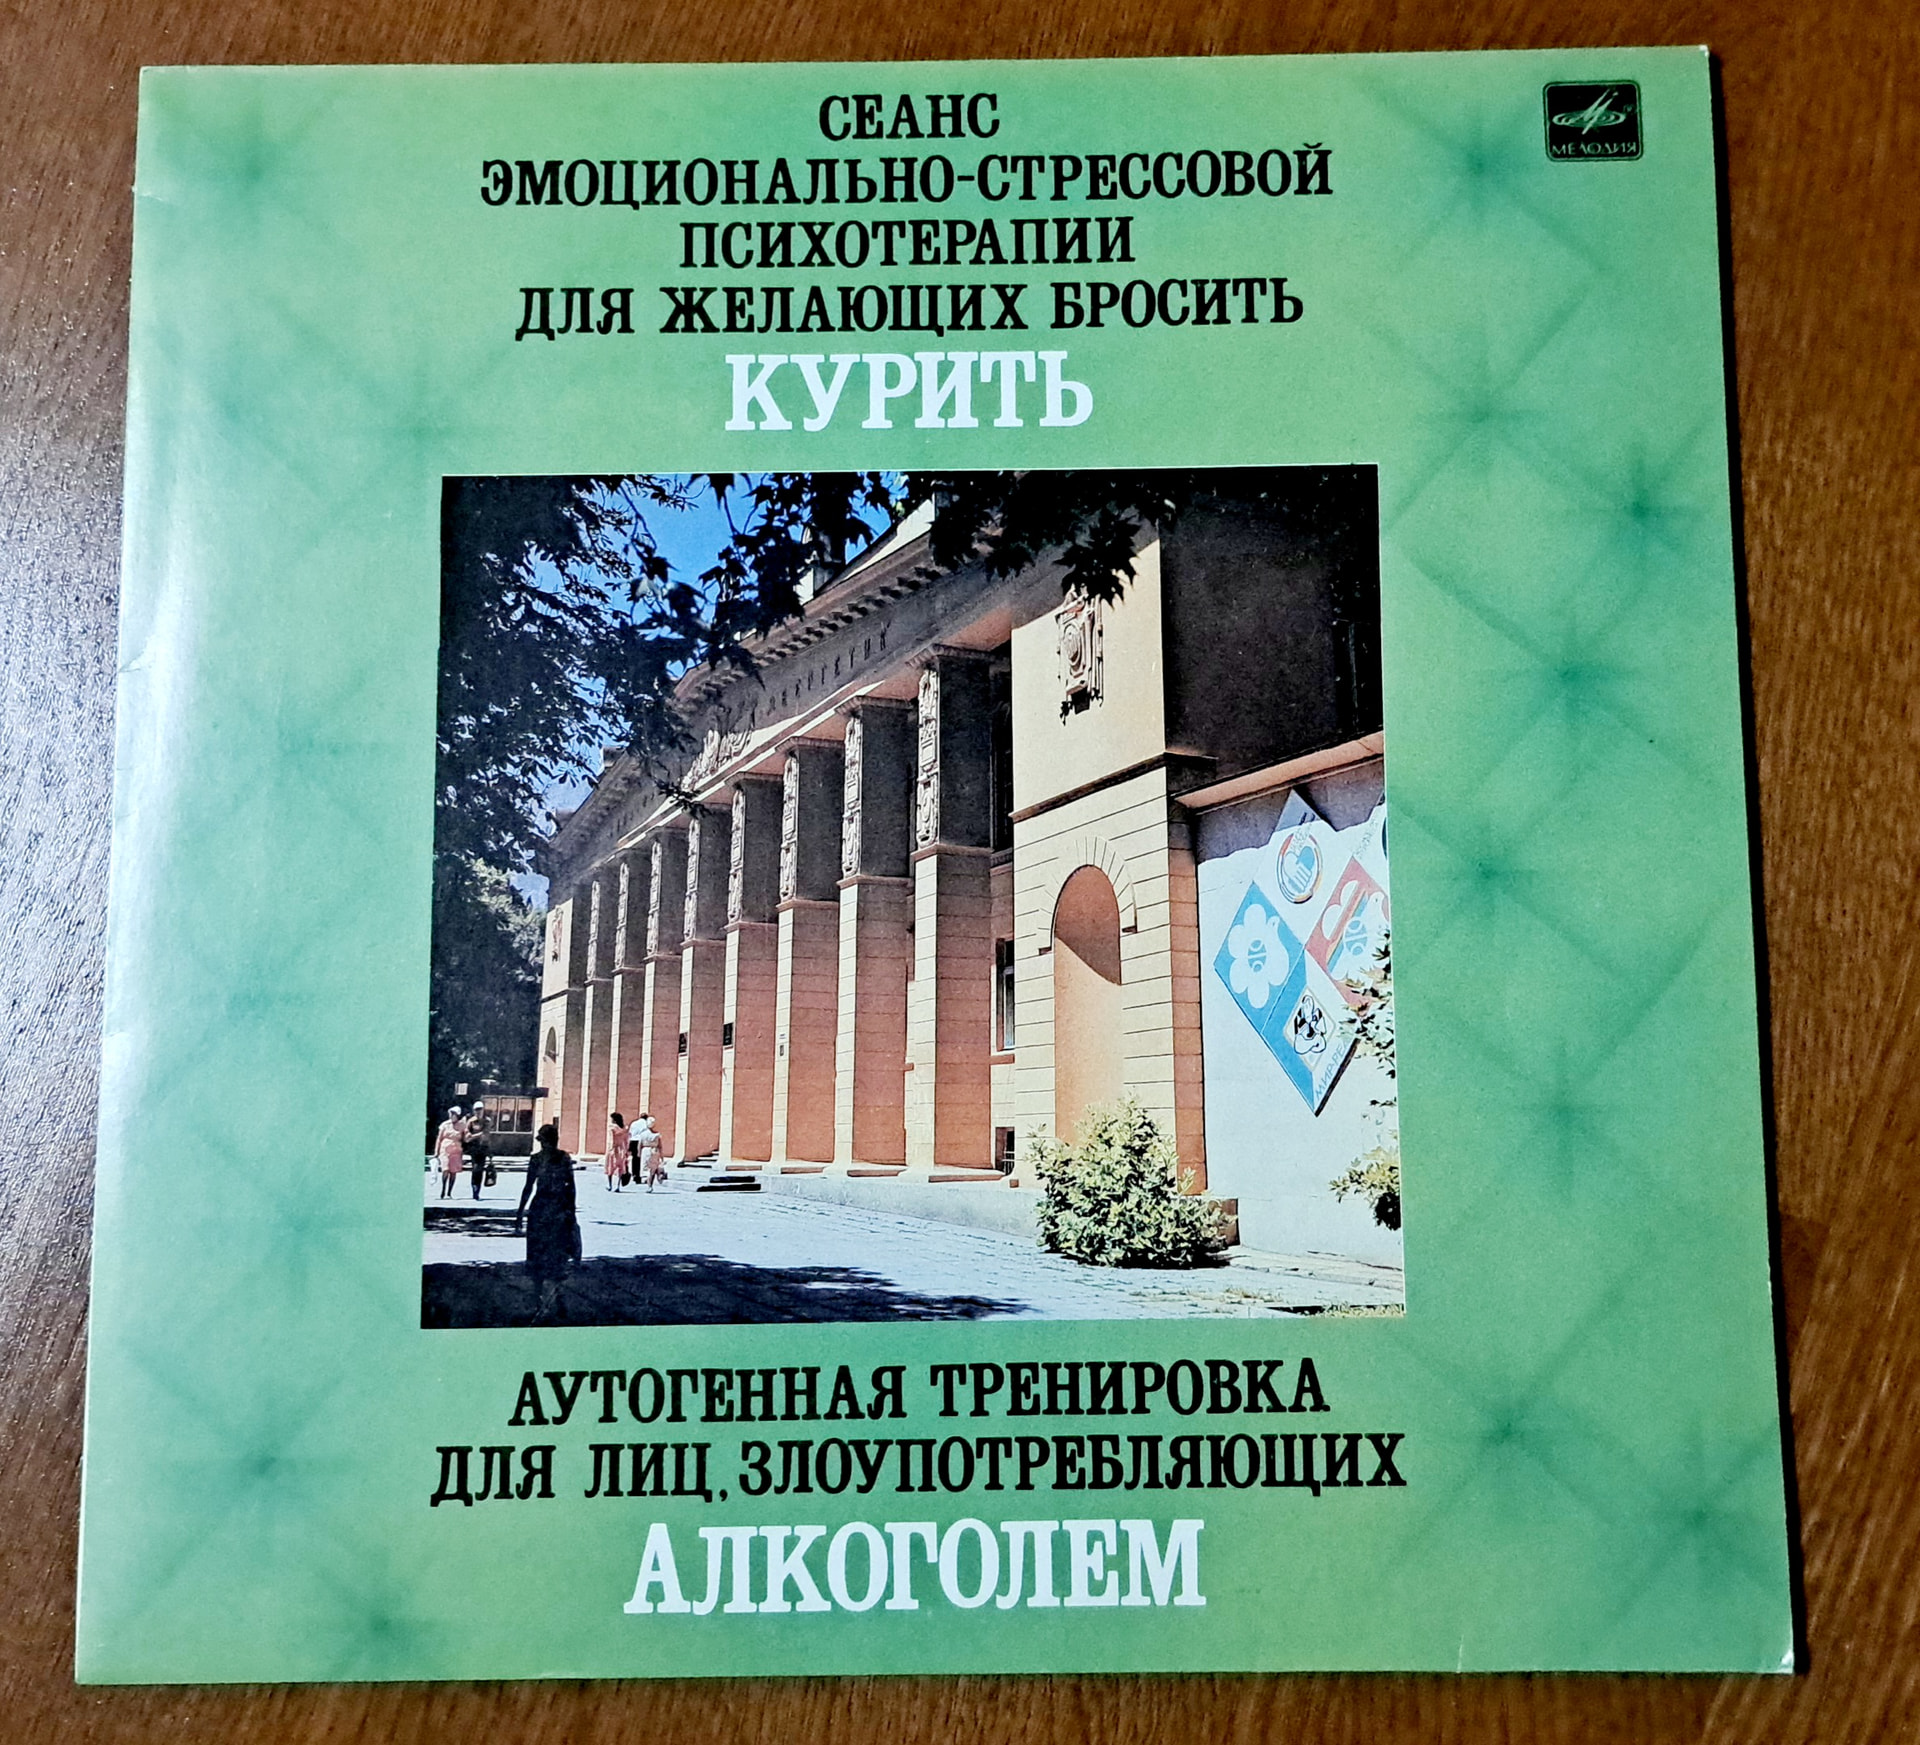 СЕАНС
МЕЛОДИЯ
ЭМОЦИОНАЛЬНО-СТРЕССОВОЙ
ПСИХОТЕРАПИИ
ДЛЯ ЖЕЛАЮЩИХ БРОСИТЬ
КУРИТЬ
АУТОГЕННАЯ ТРЕНИРОВКА
ДЛЯ ЛИЦ, ЗЛОУПОТРЕБЛЯЮЩИХ
АЛКОГОЛЕМ